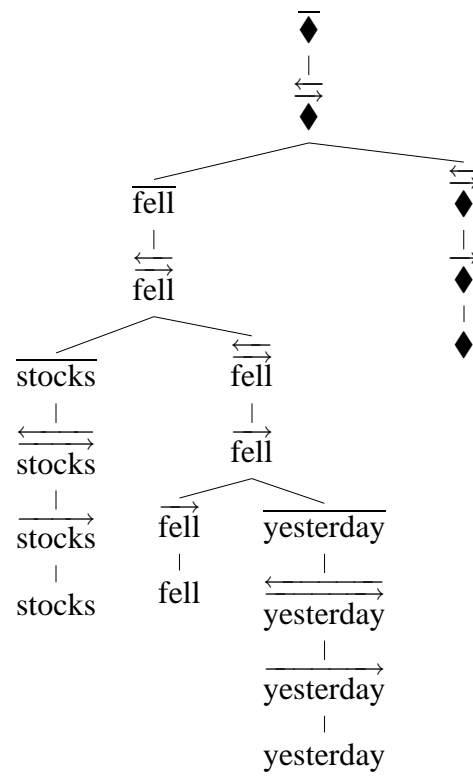 ♦
♦
fell ♦
fell ♦
♦
stocks fell
stocks fell
stocks fell yesterday
stocks fell yesterday
yesterday
yesterday